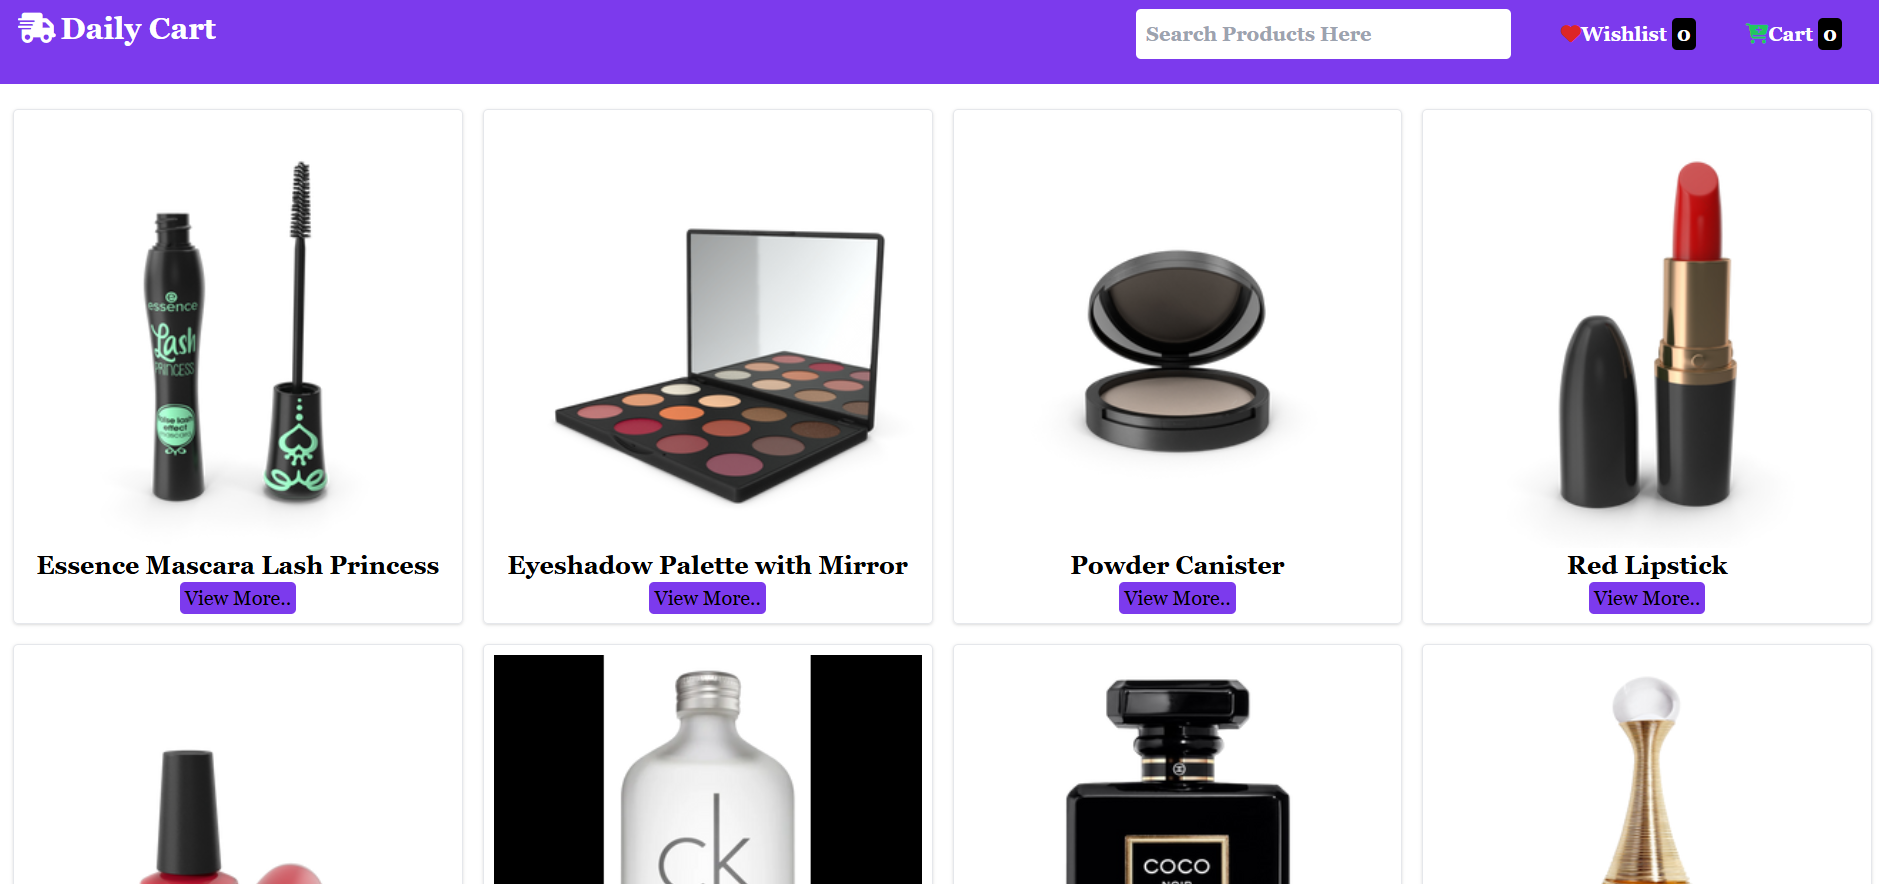 Daily Cart
Search Products Here
Wishlist 0
Cart 0
essence
Lash
PRINCESS
false lash
effect
mascara
Essence Mascara Lash Princess
View More..
Eyeshadow Palette with Mirror
View More..
Powder Canister
View More..
Red Lipstick
View More..
ck
COCO
NOIR